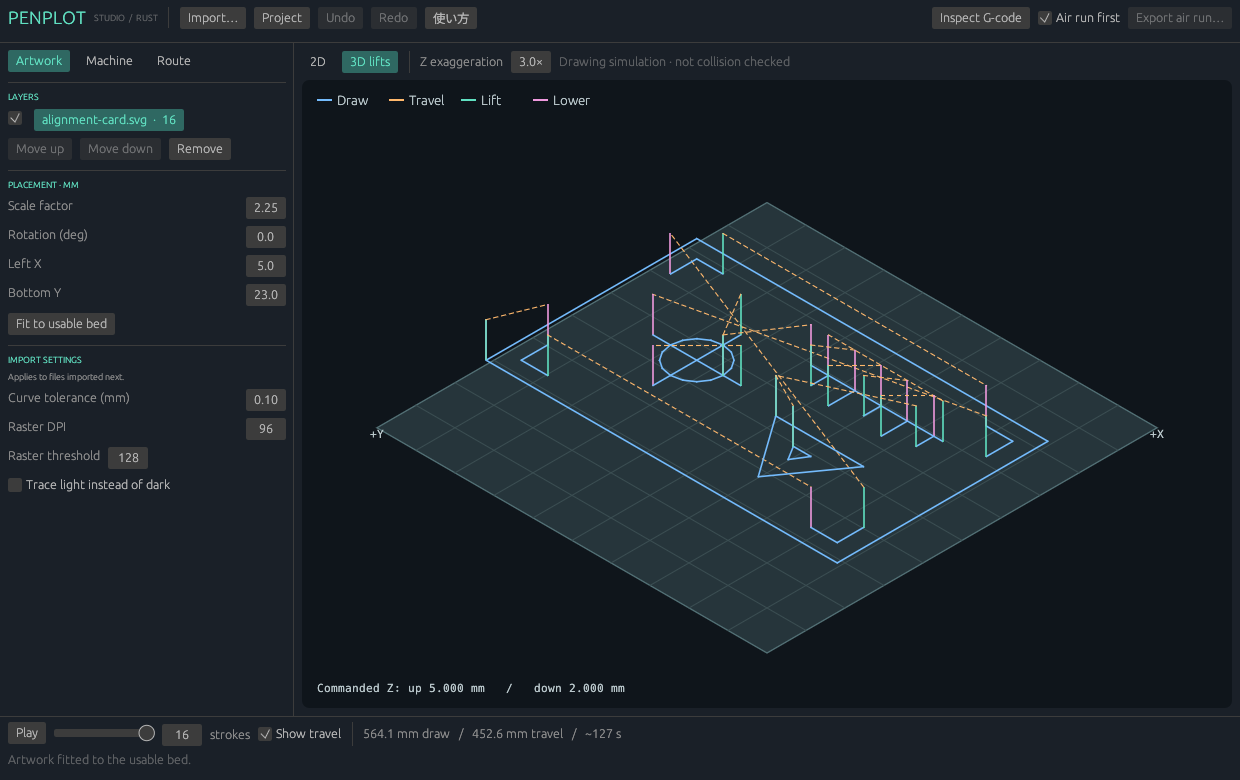 PENPLOT STUDIO / RUST Import... Project Undo Redo 使い方 Inspect G-code Air run first Export air run...
Artwork Machine Route
2D 3D lifts Z exaggeration 3.0× Drawing simulation · not collision checked
LAYERS
alignment-card.svg · 16
Move up Move down Remove
PLACEMENT · MM
Scale factor 2.25
Rotation (deg) 0.0
Left X 5.0
Bottom Y 23.0
Fit to usable bed
IMPORT SETTINGS
Applies to files imported next.
Curve tolerance (mm) 0.10
Raster DPI 96
Raster threshold 128
Trace light instead of dark
Draw Travel Lift Lower
+Y +X
Commanded Z: up 5.000 mm / down 2.000 mm
Play 16 strokes Show travel 564.1 mm draw / 452.6 mm travel / ~127 s
Artwork fitted to the usable bed.